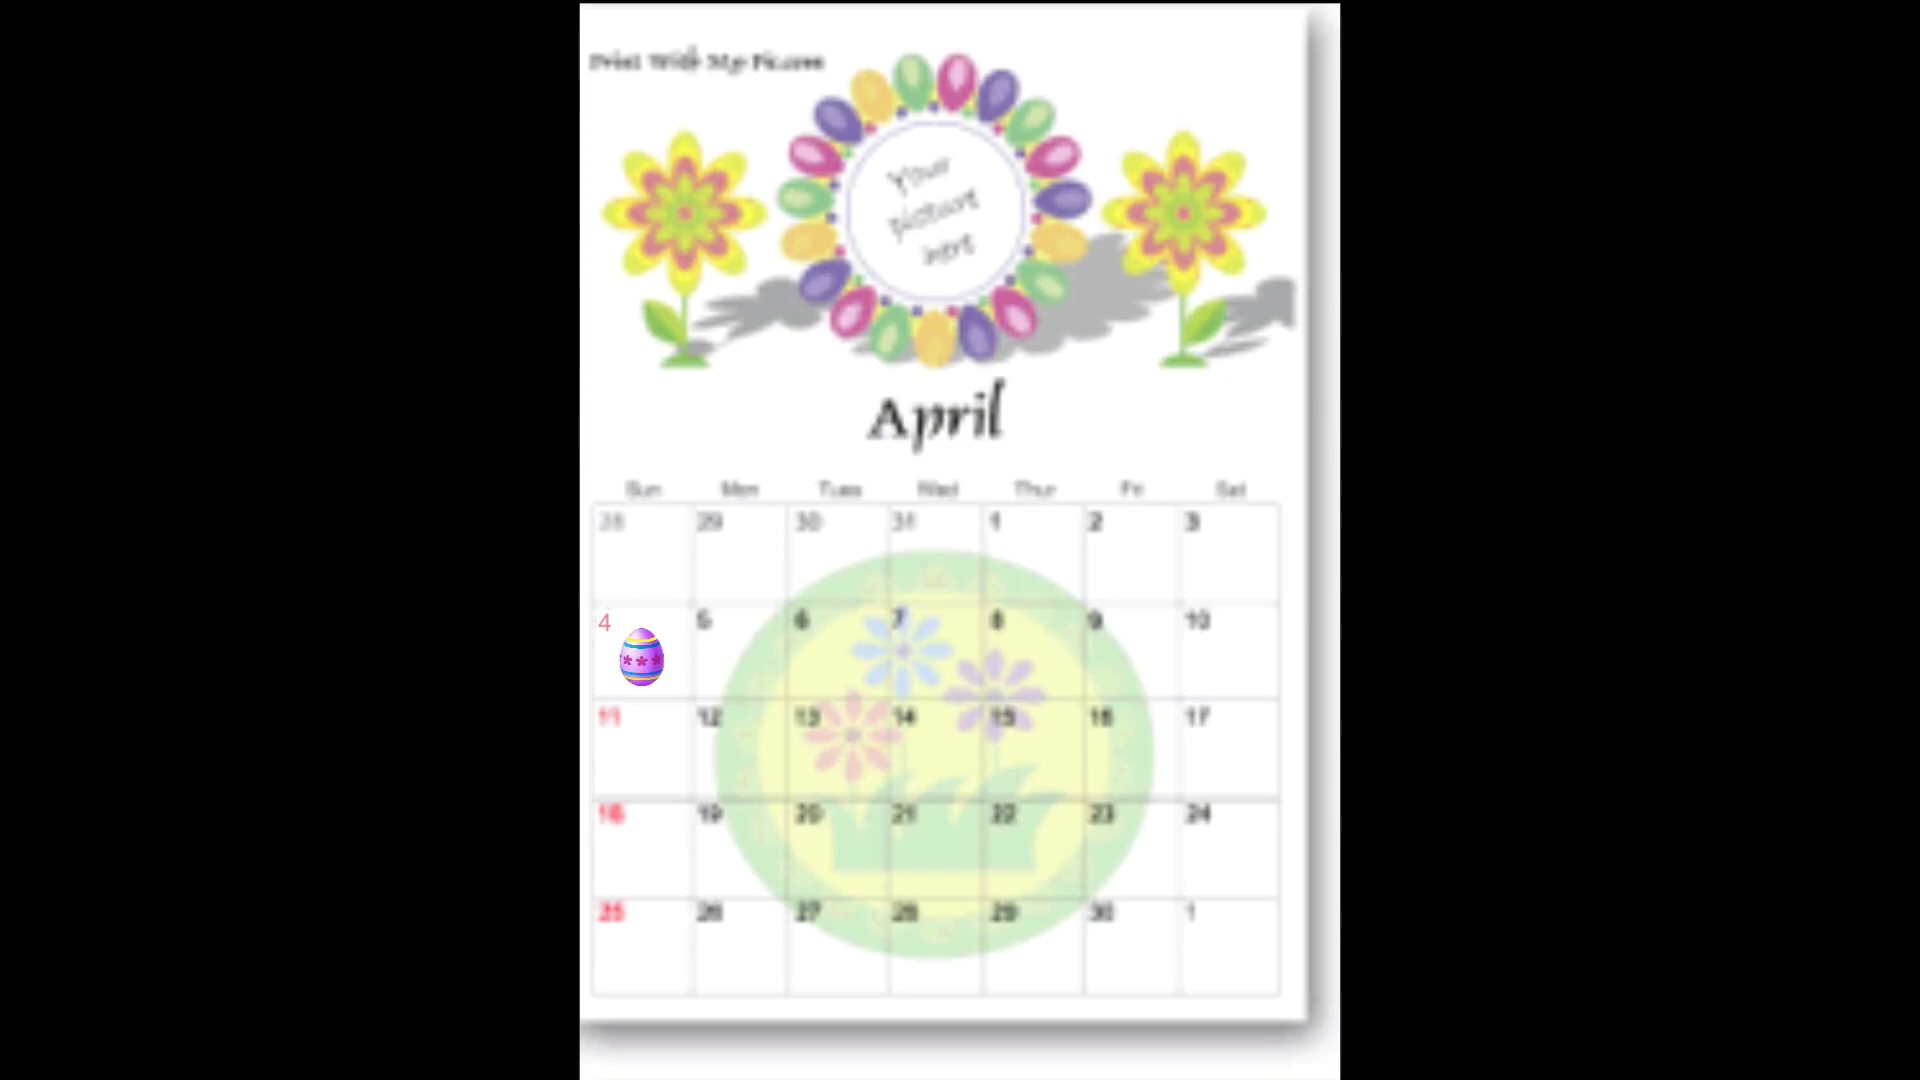 Print With My Pic.com
Your
picture
here
April
Sun Mon Tues Wed Thur Fri Sat
28 29 30 31 1 2 3
4 5 6 7 8 9 10
11 12 13 14 15 16 17
18 19 20 21 22 23 24
25 26 27 28 29 30 1